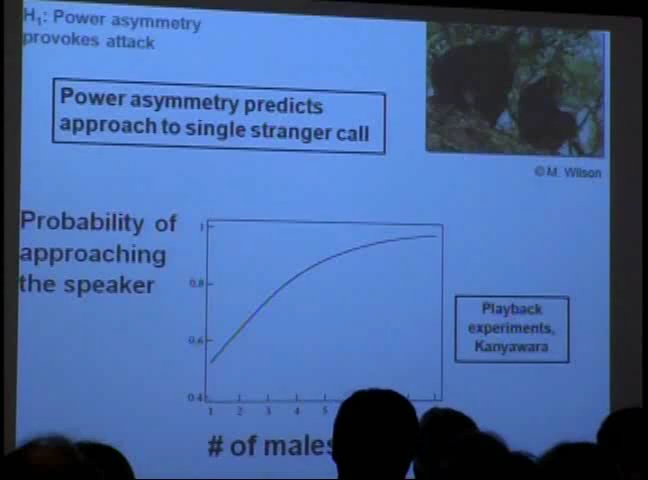 H1: Power asymmetry
provokes attack
Power asymmetry predicts
approach to single stranger call
© M. Wilson
Probability of
approaching
the speaker
1
0.8
0.6
0.4
1 2 3 4 5
# of males
Playback
experiments,
Kanyawara